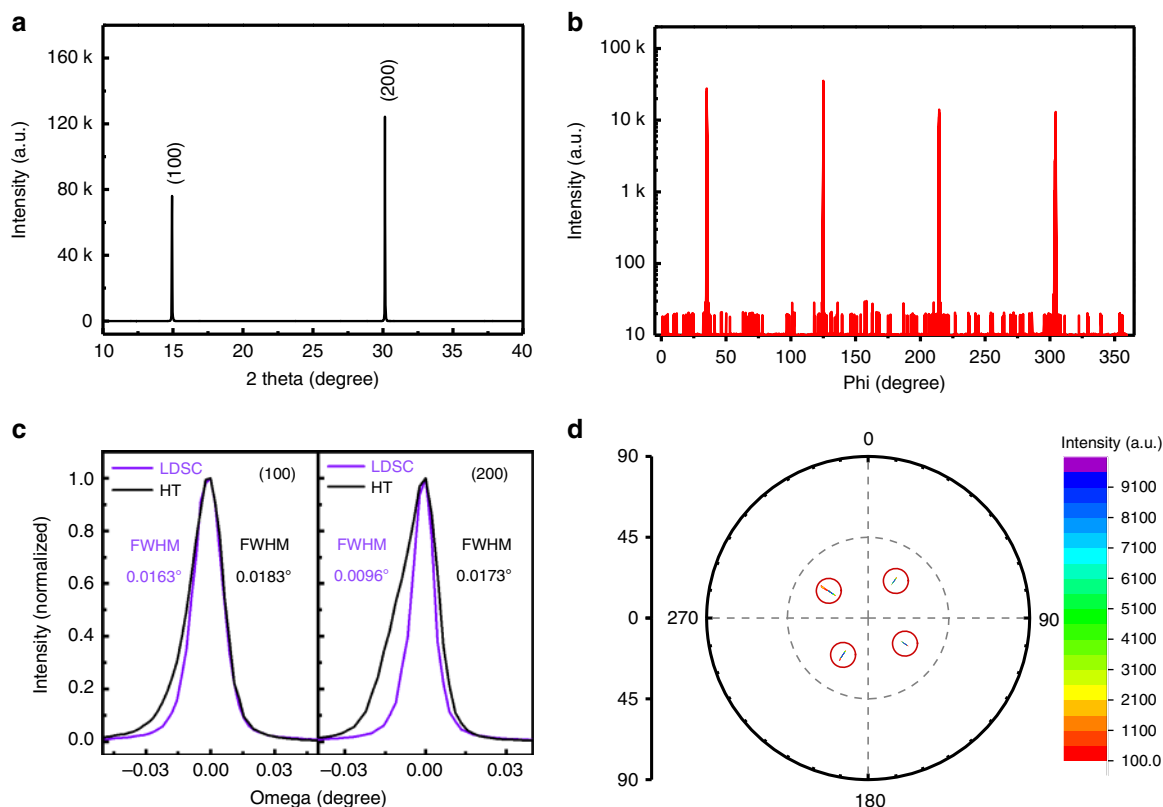 a
160 k
120 k
80 k
40 k
0
Intensity (a.u.)
(100)
(200)
10 15 20 25 30 35 40
2 theta (degree)
b
100 k
10 k
1 k
100
10
Intensity (a.u.)
0 50 100 150 200 250 300 350
Phi (degree)
c
LDSC
HT
(100)
FWHM
0.0163°
FWHM
0.0183°
LDSC
HT
(200)
FWHM
0.0096°
FWHM
0.0173°
1.0
0.8
0.6
0.4
0.2
0.0
Intensity (normalized)
–0.03 0.00 0.03 –0.03 0.00 0.03
Omega (degree)
d
0
90
45
0
45
90
270
90
180
Intensity (a.u.)
9100
8100
7100
6100
5100
4100
3100
2100
1100
100.0